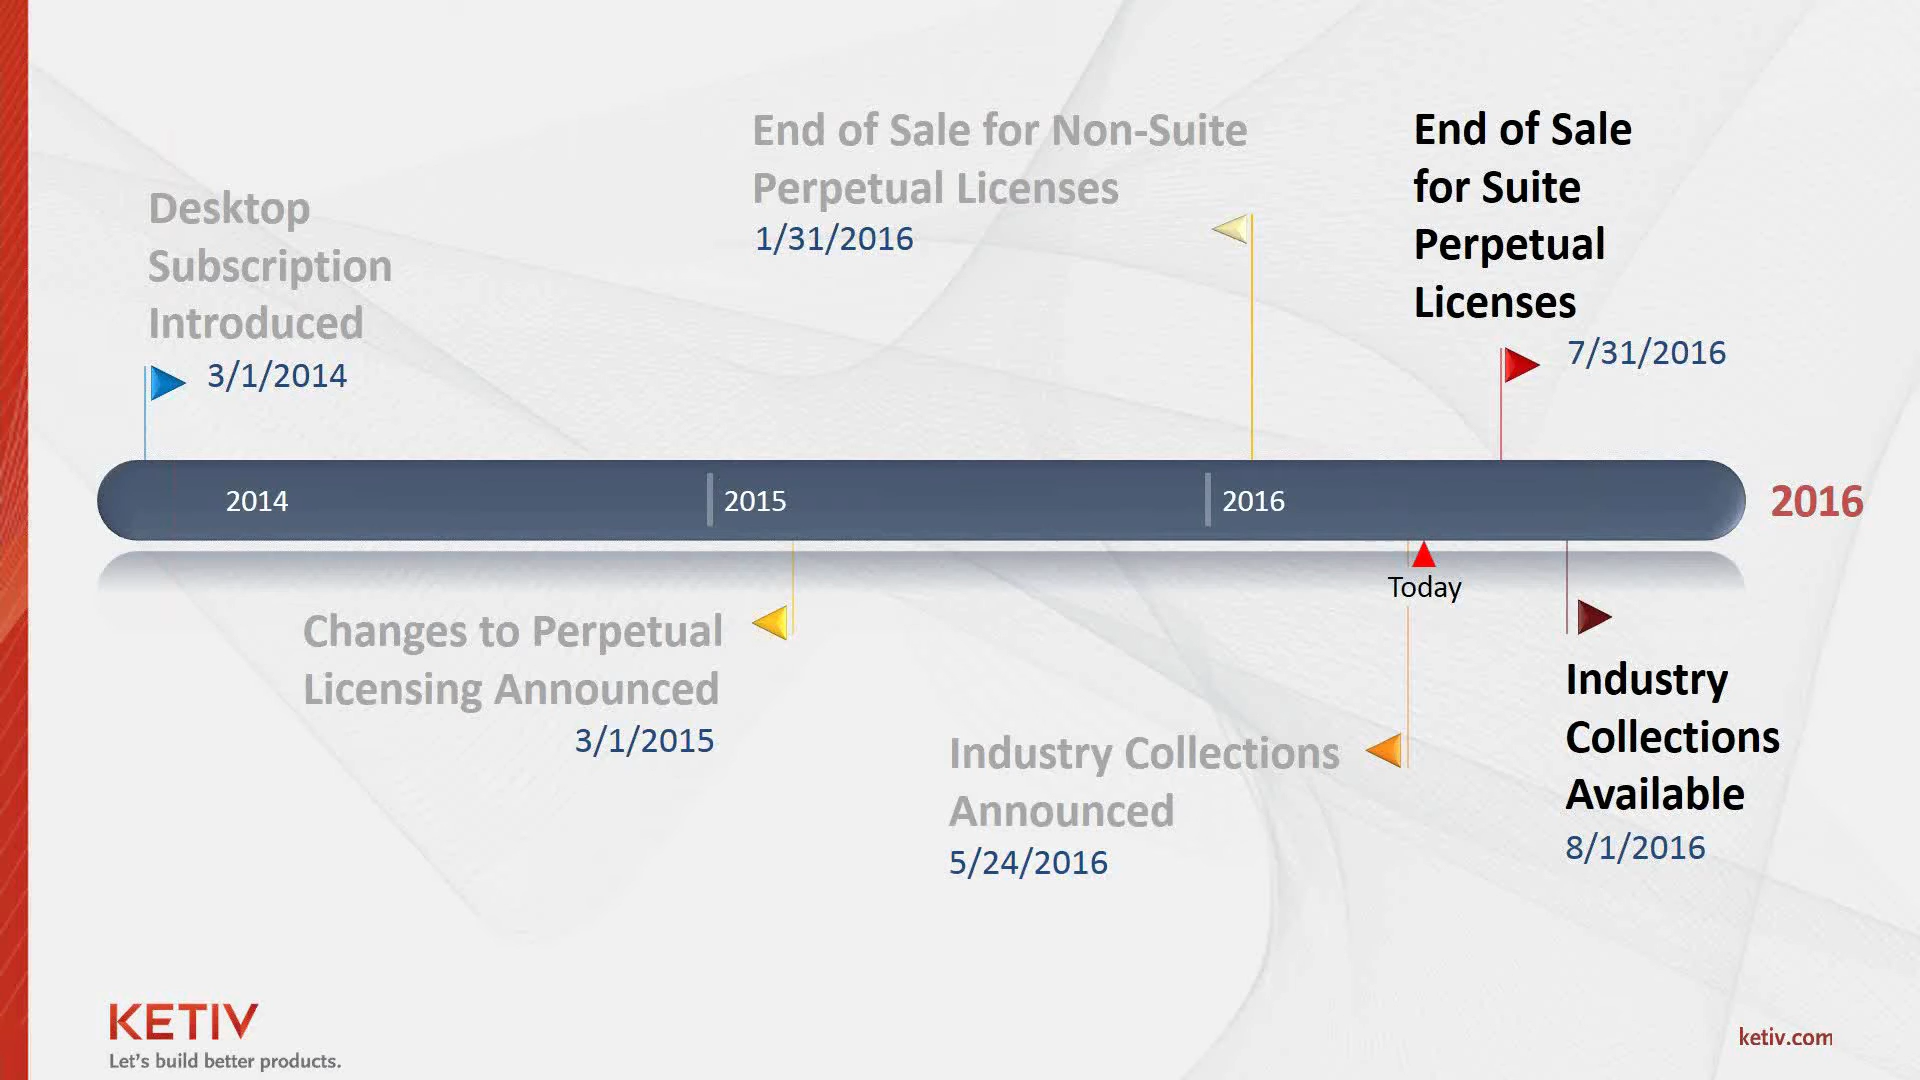 End of Sale for Non-Suite
Perpetual Licenses
1/31/2016
End of Sale
for Suite
Perpetual
Licenses
7/31/2016
Desktop
Subscription
Introduced
3/1/2014
2014
2015
2016
2016
Today
Changes to Perpetual
Licensing Announced
3/1/2015
Industry Collections
Announced
5/24/2016
Industry
Collections
Available
8/1/2016
KETIV
Let's build better products.
ketiv.com